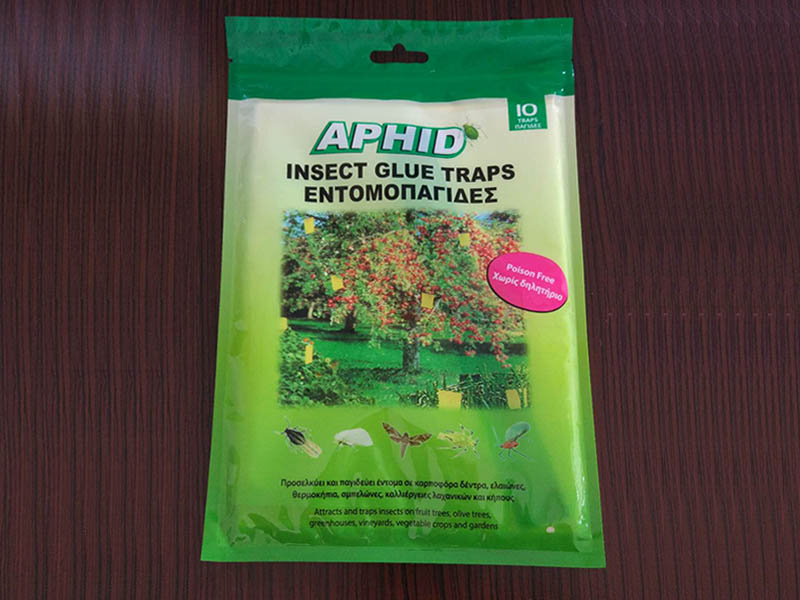 10
TRAPS
ΠΑΓΙΔΕΣ
APHID
INSECT GLUE TRAPS
ΕΝΤΟΜΟΠΑΓΙΔΕΣ
Poison Free
Χωρίς δηλητήρια
Προσελκύει και παγιδεύει έντομα σε καρποφόρα δέντρα, ελαιώνες,
θερμοκήπια, αμπελώνες, καλλιέργειες λαχανικών και κήπους
Attracts and traps insects on fruit trees, olive trees,
greenhouses, vineyards, vegetable crops and gardens